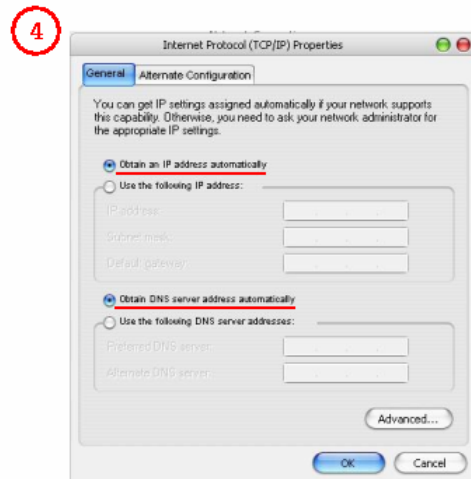 4
Internet Protocol (TCP/IP) Properties
General
Alternate Configuration
You can get IP settings assigned automatically if your network supports
this capability. Otherwise, you need to ask your network administrator for
the appropriate IP settings.
Obtain an IP address automatically
Use the following IP address:
IP address:
Subnet mask:
Default gateway:
Obtain DNS server address automatically
Use the following DNS server addresses:
Preferred DNS server:
Alternate DNS server:
Advanced...
OK
Cancel